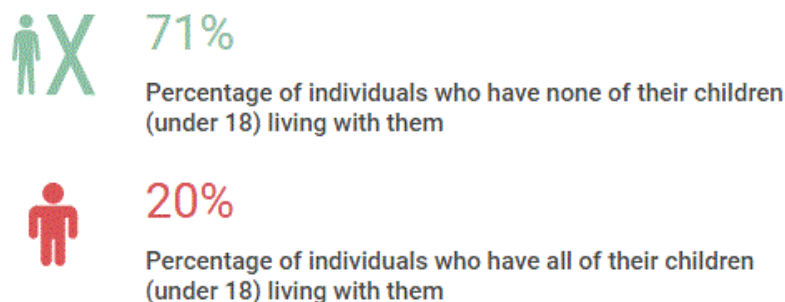 71%
Percentage of individuals who have none of their children
(under 18) living with them
20%
Percentage of individuals who have all of their children
(under 18) living with them